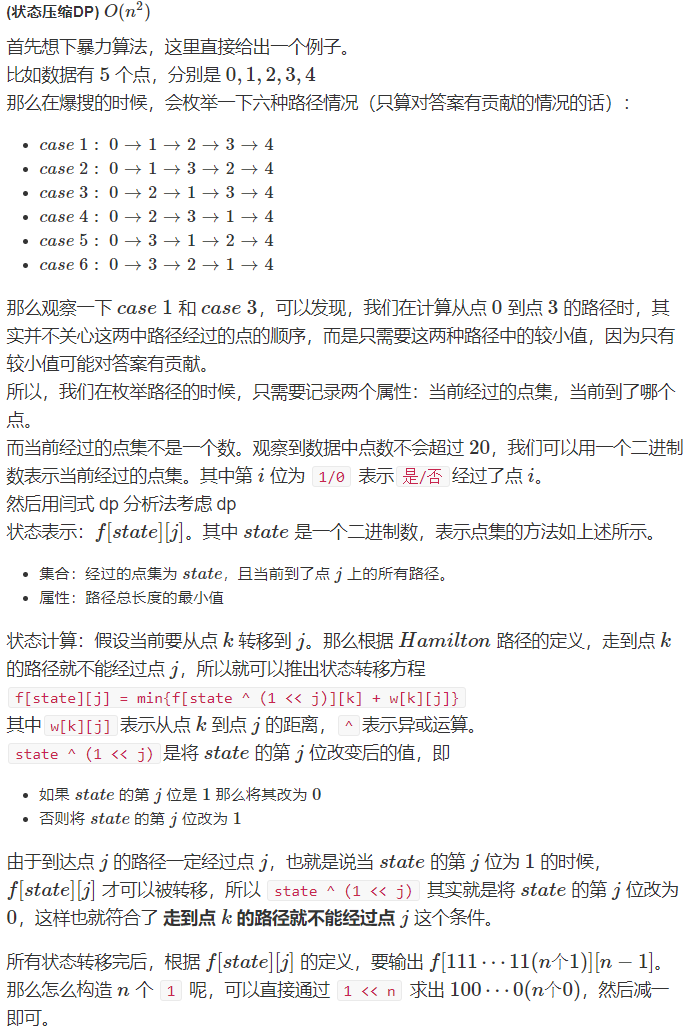 (状态压缩DP) O(n²)
首先想下暴力算法，这里直接给出一个例子。
比如数据有 5 个点，分别是 0, 1, 2, 3, 4
那么在爆搜的时候，会枚举一下六种路径情况（只算对答案有贡献的情况的话）：
• case 1: 0 → 1 → 2 → 3 → 4
• case 2: 0 → 1 → 3 → 2 → 4
• case 3: 0 → 2 → 1 → 3 → 4
• case 4: 0 → 2 → 3 → 1 → 4
• case 5: 0 → 3 → 1 → 2 → 4
• case 6: 0 → 3 → 2 → 1 → 4
那么观察一下 case 1 和 case 3，可以发现，我们在计算从点 0 到点 3 的路径时，其
实并不关心这两中路径经过的点的顺序，而是只需要这两种路径中的较小值，因为只有
较小值可能对答案有贡献。
所以，我们在枚举路径的时候，只需要记录两个属性：当前经过的点集，当前到了哪个
点。
而当前经过的点集不是一个数。观察到数据中点数不会超过 20，我们可以用一个二进制
数表示当前经过的点集。其中第 i 位为 1/0 表示 是/否 经过了点 i。
然后用闫式 dp 分析法考虑 dp
状态表示：f[state][j]。其中 state 是一个二进制数，表示点集的方法如上述所示。
• 集合：经过的点集为 state，且当前到了点 j 上的所有路径。
• 属性：路径总长度的最小值
状态计算：假设当前要从点 k 转移到 j。那么根据 Hamilton 路径的定义，走到点 k
的路径就不能经过点 j，所以就可以推出状态转移方程
f[state][j] = min{f[state ^ (1 << j)][k] + w[k][j]}
其中 w[k][j] 表示从点 k 到点 j 的距离， ^ 表示异或运算。
state ^ (1 << j) 是将 state 的第 j 位改变后的值，即
• 如果 state 的第 j 位是 1 那么将其改为 0
• 否则将 state 的第 j 位改为 1
由于到达点 j 的路径一定经过点 j，也就是说当 state 的第 j 位为 1 的时候，
f[state][j] 才可以被转移，所以 state ^ (1 << j) 其实就是将 state 的第 j 位改为
0，这样也就符合了 走到点 k 的路径就不能经过点 j 这个条件。
所有状态转移完后，根据 f[state][j] 的定义，要输出 f[111⋯11(n个1)][n − 1]。
那么怎么构造 n 个 1 呢，可以直接通过 1 << n 求出 100⋯0(n个0)，然后减一
即可。